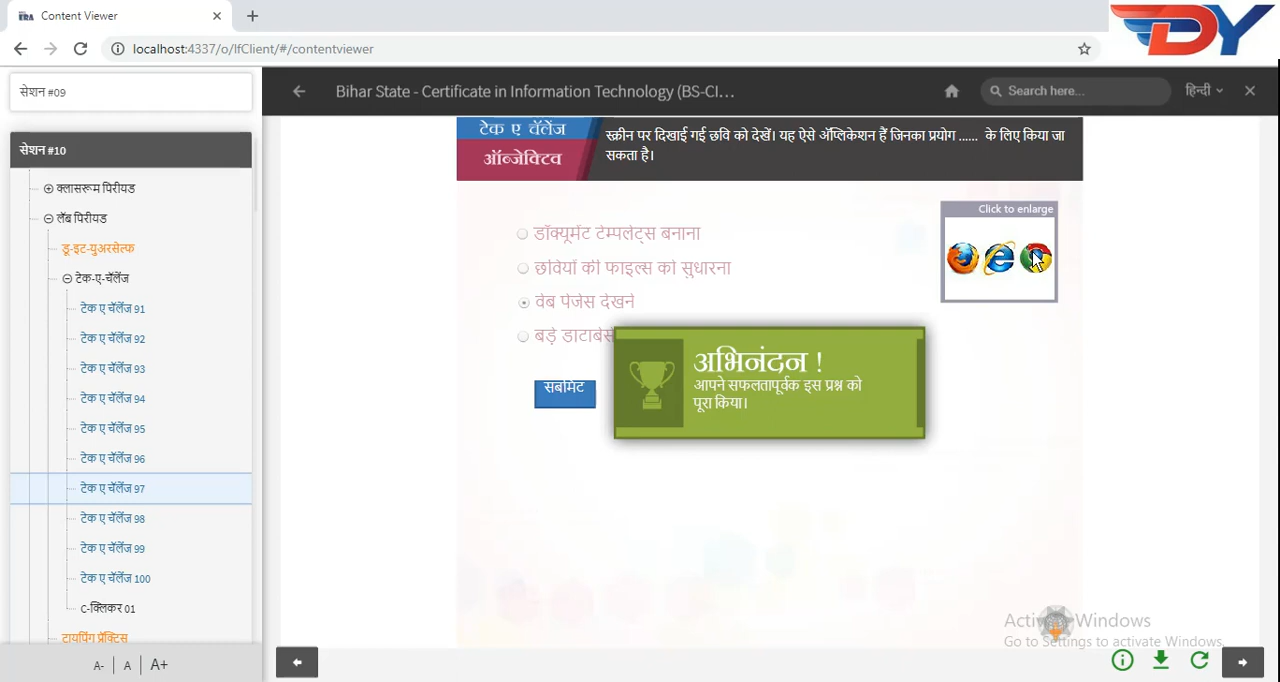 ERA Content Viewer
DY
localhost:4337/o/IfClient/#/contentviewer
सेशन #09
Bihar State - Certificate in Information Technology (BS-CI...
Search here...
हिन्दी
सेशन #10
क्लासरूम पिरीयड
लॅब पिरीयड
डू-इट-युअरसेल्फ
टेक-ए-चॅलेंज
टेक ए चॅलेंज 91
टेक ए चॅलेंज 92
टेक ए चॅलेंज 93
टेक ए चॅलेंज 94
टेक ए चॅलेंज 95
टेक ए चॅलेंज 96
टेक ए चॅलेंज 97
टेक ए चॅलेंज 98
टेक ए चॅलेंज 99
टेक ए चॅलेंज 100
C-क्लिकर 01
टायपिंग प्रॅक्टिस
A- A A+
टेक ए चॅलेंज
ऑब्जेक्टिव
स्क्रीन पर दिखाई गई छवि को देखें। यह ऐसे ॲप्लिकेशन हैं जिनका प्रयोग ...... के लिए किया जा
सकता है।
Click to enlarge
डॉक्यूमेंट टेम्पलेट्स बनाना
छवियों की फाइल्स को सुधारना
वेब पेजेस देखने
बड़े डाटाबेस
सबमिट
अभिनंदन !
आपने सफलतापूर्वक इस प्रश्न को
पूरा किया।
Activate Windows
Go to Settings to activate Windows.